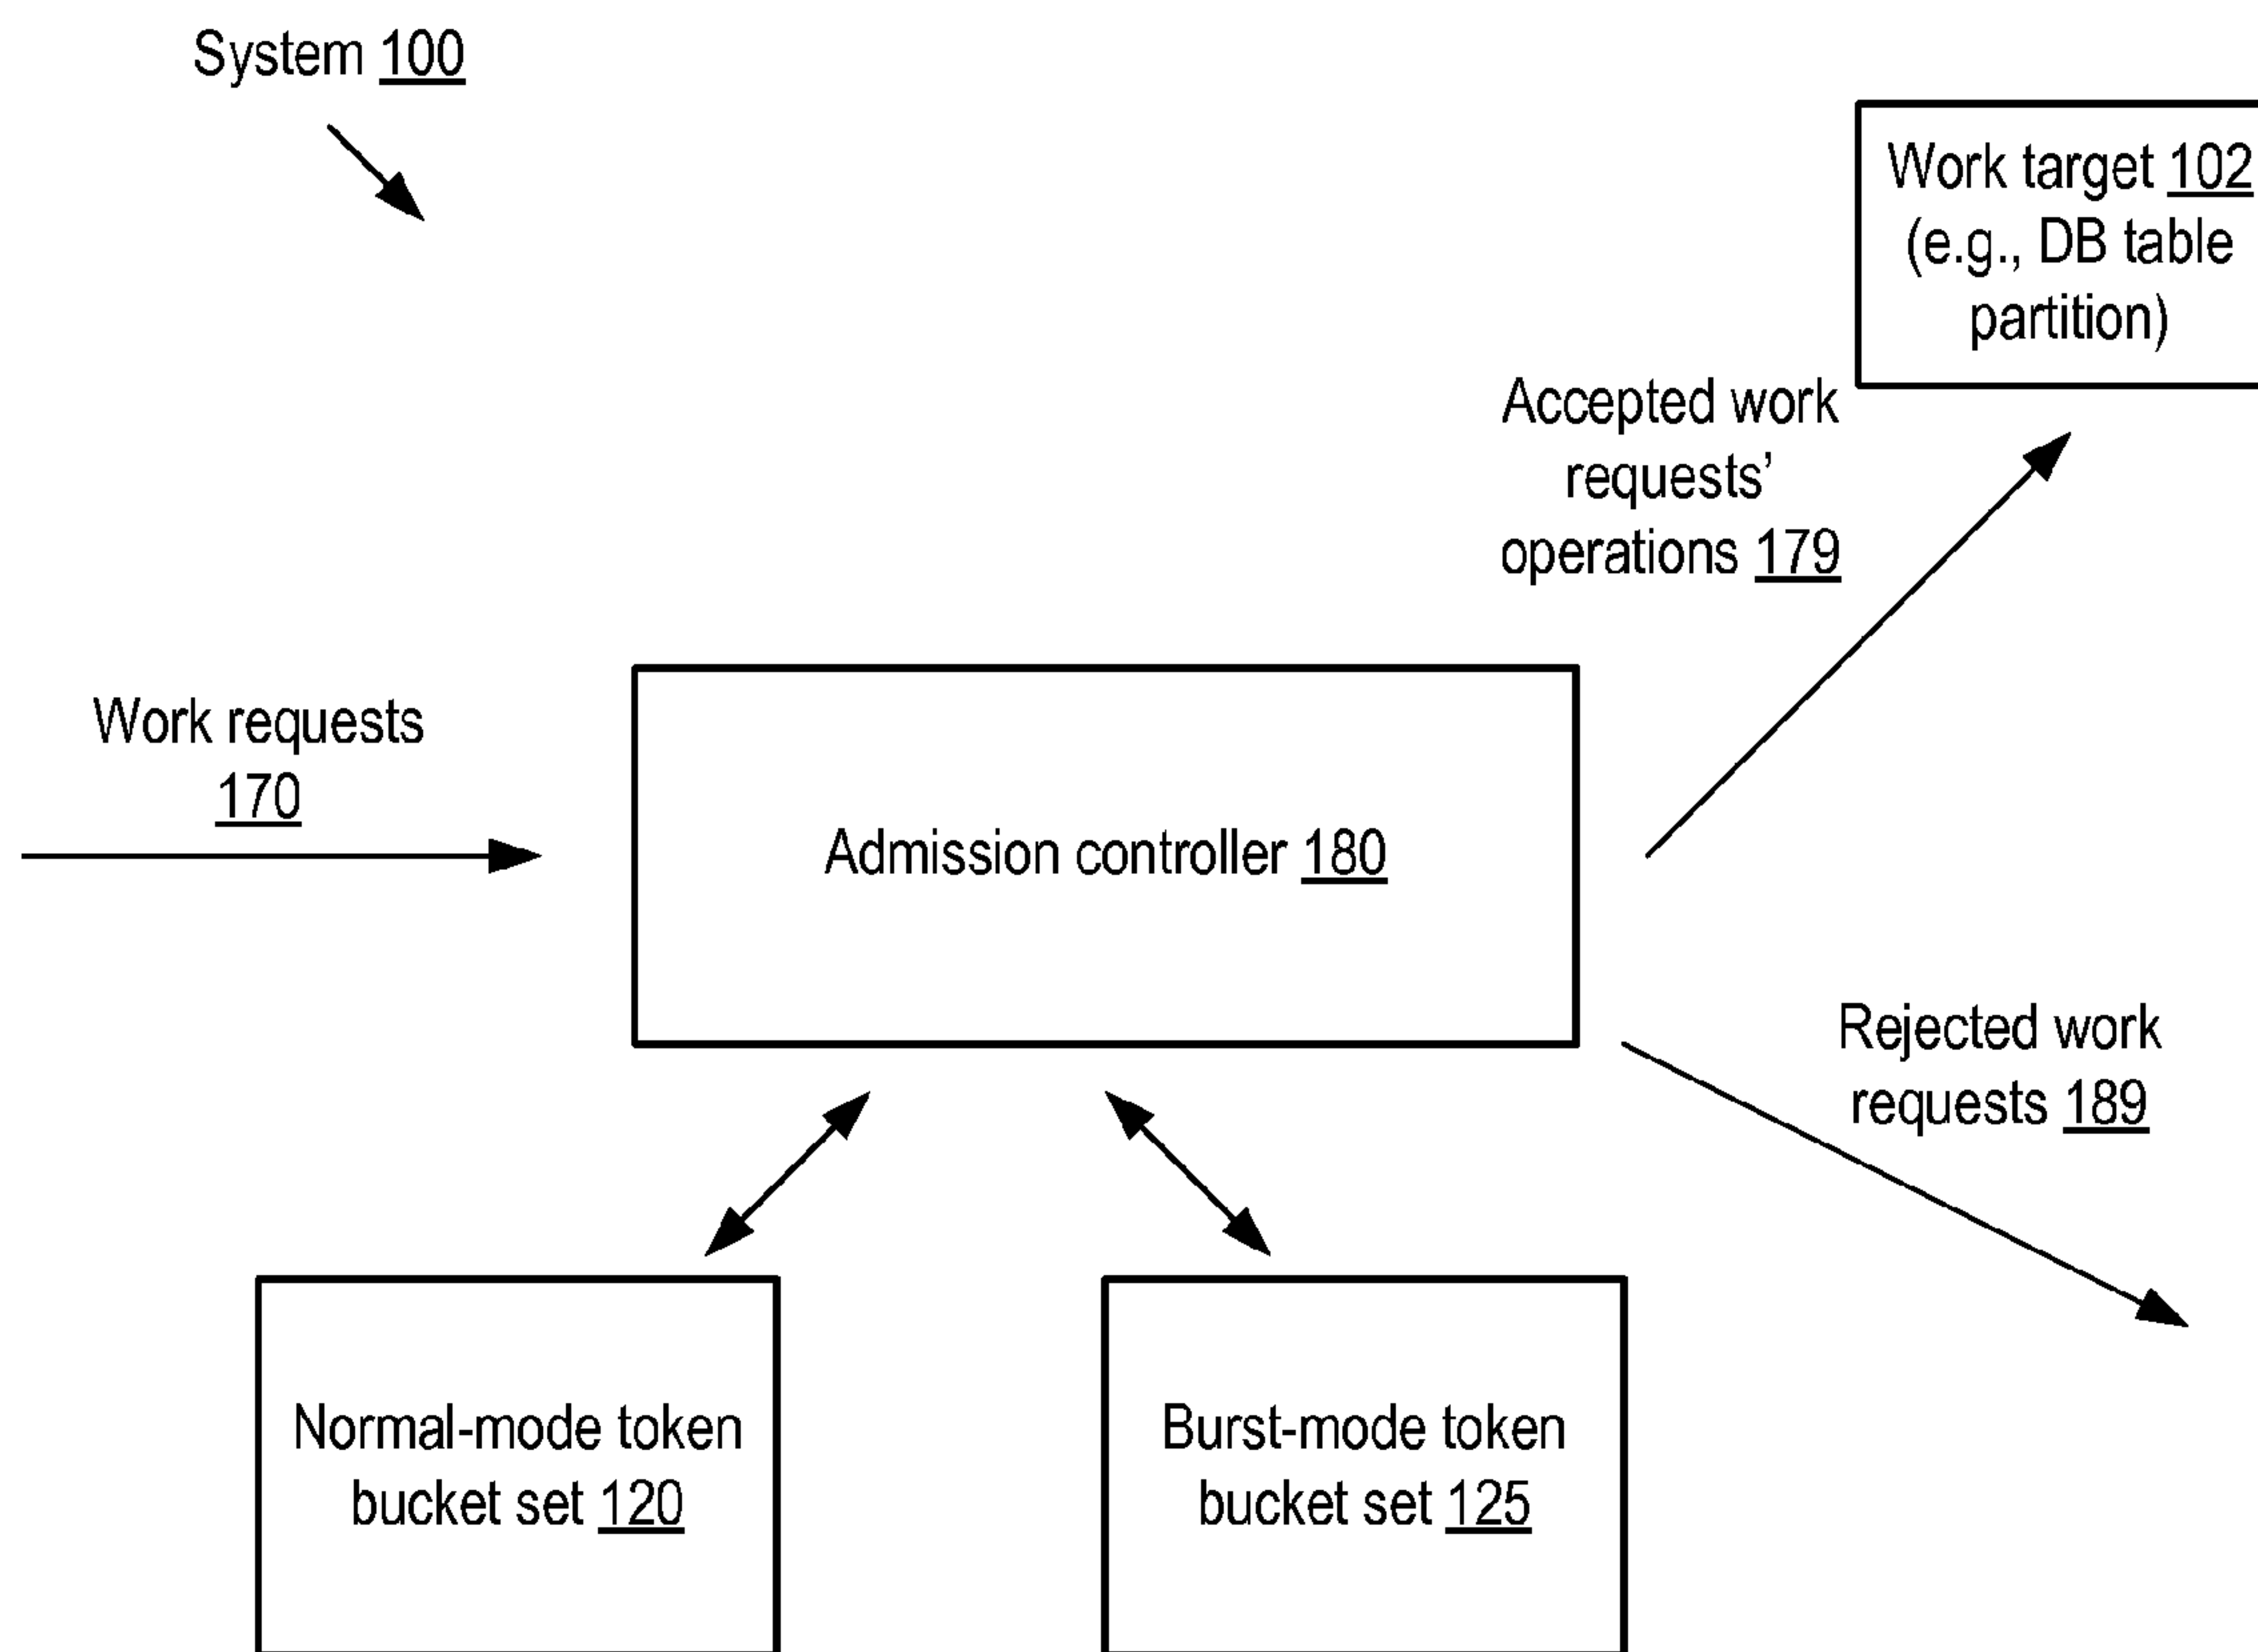 System 100
Work target 102
(e.g., DB table
partition)
Accepted work
requests’
operations 179
Work requests
170
Admission controller 180
Rejected work
requests 189
Normal-mode token
bucket set 120
Burst-mode token
bucket set 125